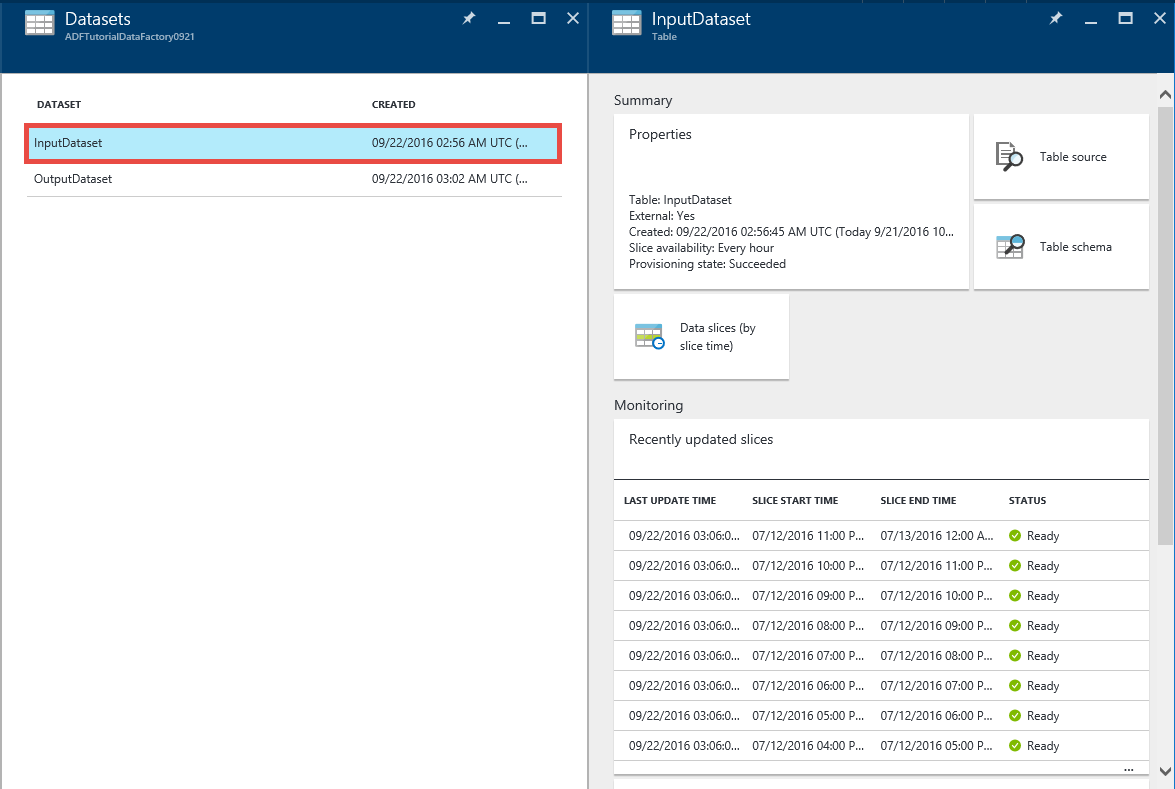 Datasets
ADFTutorialDataFactory0921
DATASET CREATED
InputDataset 09/22/2016 02:56 AM UTC (...
OutputDataset 09/22/2016 03:02 AM UTC (...
InputDataset
Table
Summary
Properties
Table: InputDataset
External: Yes
Created: 09/22/2016 02:56:45 AM UTC (Today 9/21/2016 10...
Slice availability: Every hour
Provisioning state: Succeeded
Table source
Table schema
Data slices (by
slice time)
Monitoring
Recently updated slices
LAST UPDATE TIME SLICE START TIME SLICE END TIME STATUS
09/22/2016 03:06:0... 07/12/2016 11:00 P... 07/13/2016 12:00 A... Ready
09/22/2016 03:06:0... 07/12/2016 10:00 P... 07/12/2016 11:00 P... Ready
09/22/2016 03:06:0... 07/12/2016 09:00 P... 07/12/2016 10:00 P... Ready
09/22/2016 03:06:0... 07/12/2016 08:00 P... 07/12/2016 09:00 P... Ready
09/22/2016 03:06:0... 07/12/2016 07:00 P... 07/12/2016 08:00 P... Ready
09/22/2016 03:06:0... 07/12/2016 06:00 P... 07/12/2016 07:00 P... Ready
09/22/2016 03:06:0... 07/12/2016 05:00 P... 07/12/2016 06:00 P... Ready
09/22/2016 03:06:0... 07/12/2016 04:00 P... 07/12/2016 05:00 P... Ready
...